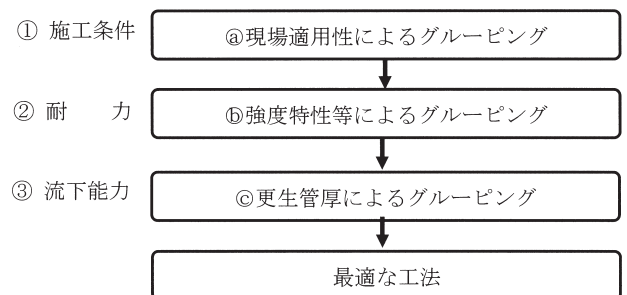 ① 施工条件 ⓐ現場適用性によるグルーピング
② 耐　　力 ⓑ強度特性等によるグルーピング
③ 流下能力 ⓒ更生管厚によるグルーピング
最適な工法